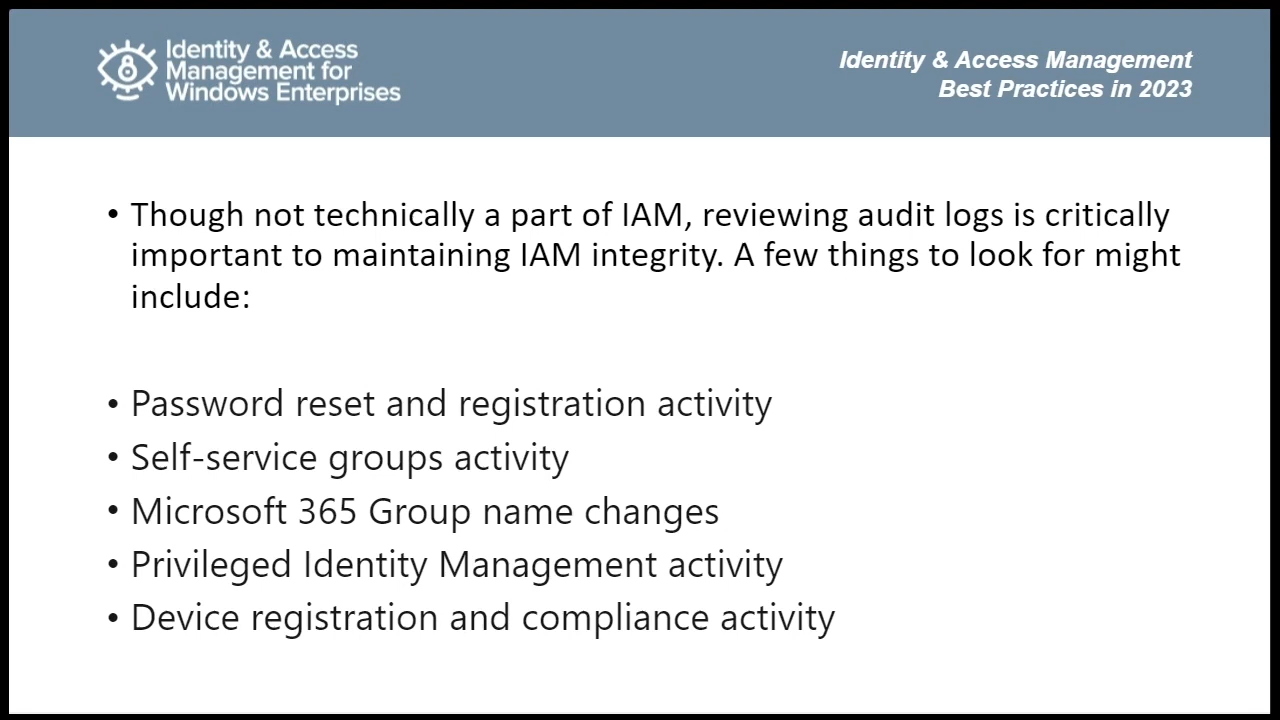 Identity & Access
Management for
Windows Enterprises
Identity & Access Management
Best Practices in 2023
• Though not technically a part of IAM, reviewing audit logs is critically
important to maintaining IAM integrity. A few things to look for might
include:
• Password reset and registration activity
• Self-service groups activity
• Microsoft 365 Group name changes
• Privileged Identity Management activity
• Device registration and compliance activity